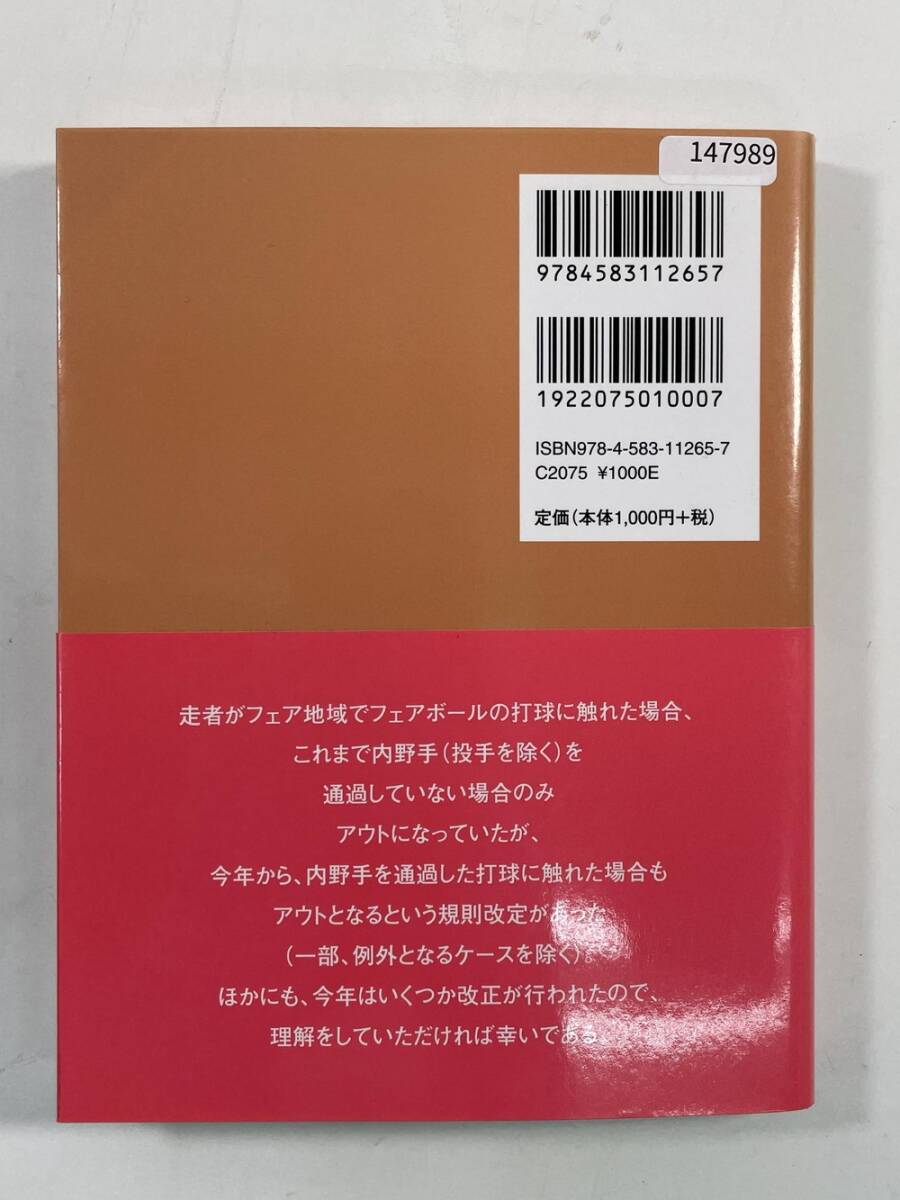 147989
9784583112657
1922075010007
ISBN978-4-583-11265-7
C2075 ¥1000E
定価(本体1,000円+税)
走者がフェア地域でフェアボールの打球に触れた場合、
これまで内野手(投手を除く)を
通過していない場合のみ
アウトになっていたが、
今年から、内野手を通過した打球に触れた場合も
アウトとなるという規則改定があった
(一部、例外となるケースを除く)。
ほかにも、今年はいくつか改正が行われたので、
理解をしていただければ幸いである。